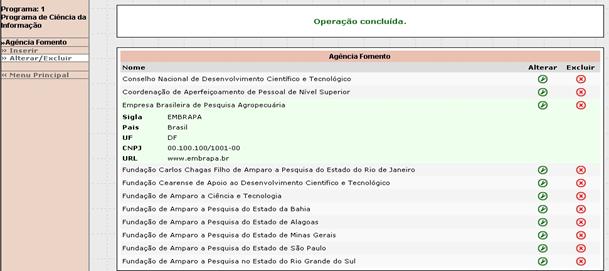 Programa: 1
Programa de Ciência da
Informação
»Agência Fomento
» Inserir
» Alterar/Excluir
« Menu Principal
Operação concluída.
Agência Fomento
Nome Alterar Excluir
Conselho Nacional de Desenvolvimento Científico e Tecnológico
Coordenação de Aperfeiçoamento de Pessoal de Nível Superior
Empresa Brasileira de Pesquisa Agropecuária
Sigla EMBRAPA
Pais Brasil
UF DF
CNPJ 00.100.100/1001-00
URL www.embrapa.br
Fundação Carlos Chagas Filho de Amparo a Pesquisa do Estado do Rio de Janeiro
Fundação Cearense de Apoio ao Desenvolvimento Cientifico e Tecnológico
Fundação de Amparo a Ciência e Tecnologia
Fundação de Amparo a Pesquisa do Estado da Bahia
Fundação de Amparo a Pesquisa do Estado de Alagoas
Fundação de Amparo a Pesquisa do Estado de Minas Gerais
Fundação de Amparo a Pesquisa do Estado de São Paulo
Fundação de Amparo a Pesquisa no Estado do Rio Grande do Sul